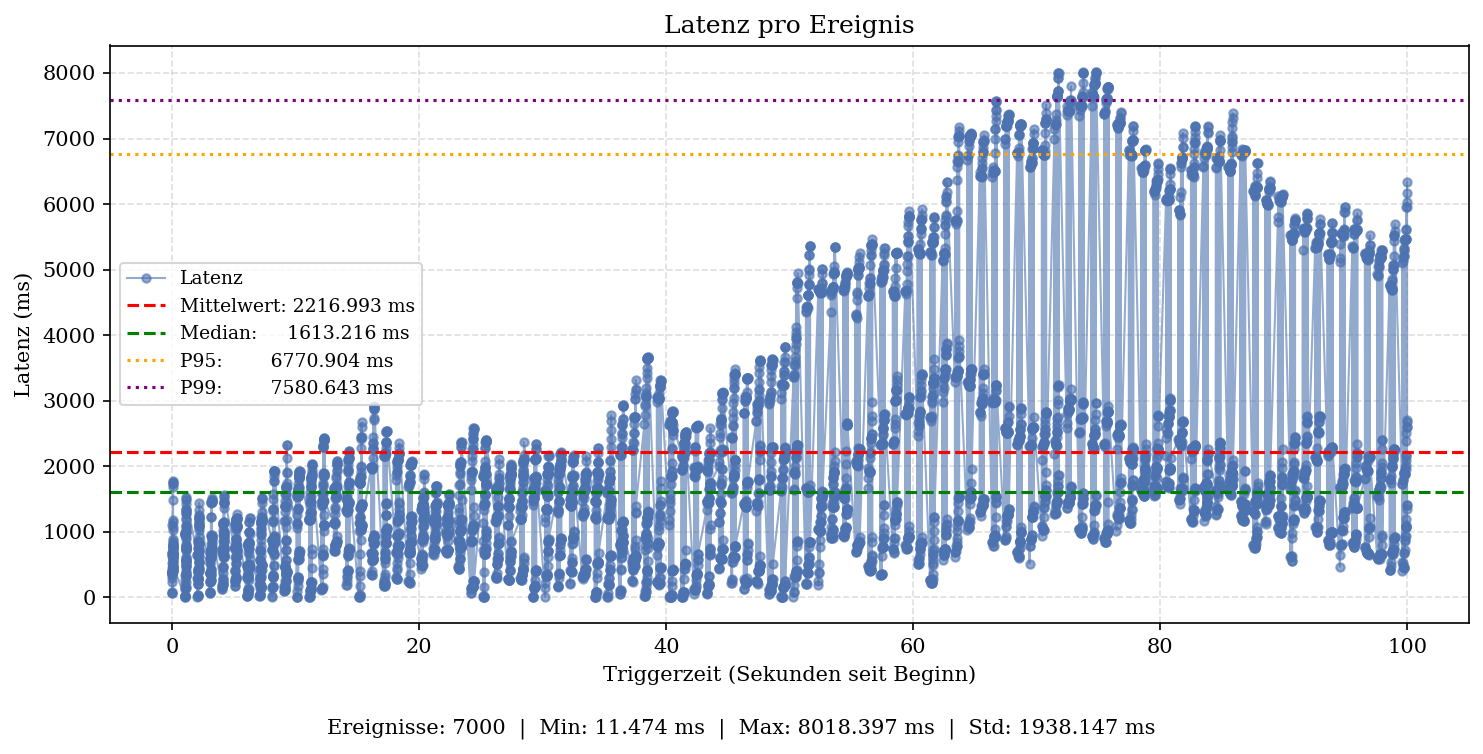 Latenz pro Ereignis
Latenz (ms)
8000
7000
6000
5000
4000
3000
2000
1000
0
Latenz
Mittelwert: 2216.993 ms
Median: 1613.216 ms
P95: 6770.904 ms
P99: 7580.643 ms
0 20 40 60 80 100
Triggerzeit (Sekunden seit Beginn)
Ereignisse: 7000 | Min: 11.474 ms | Max: 8018.397 ms | Std: 1938.147 ms